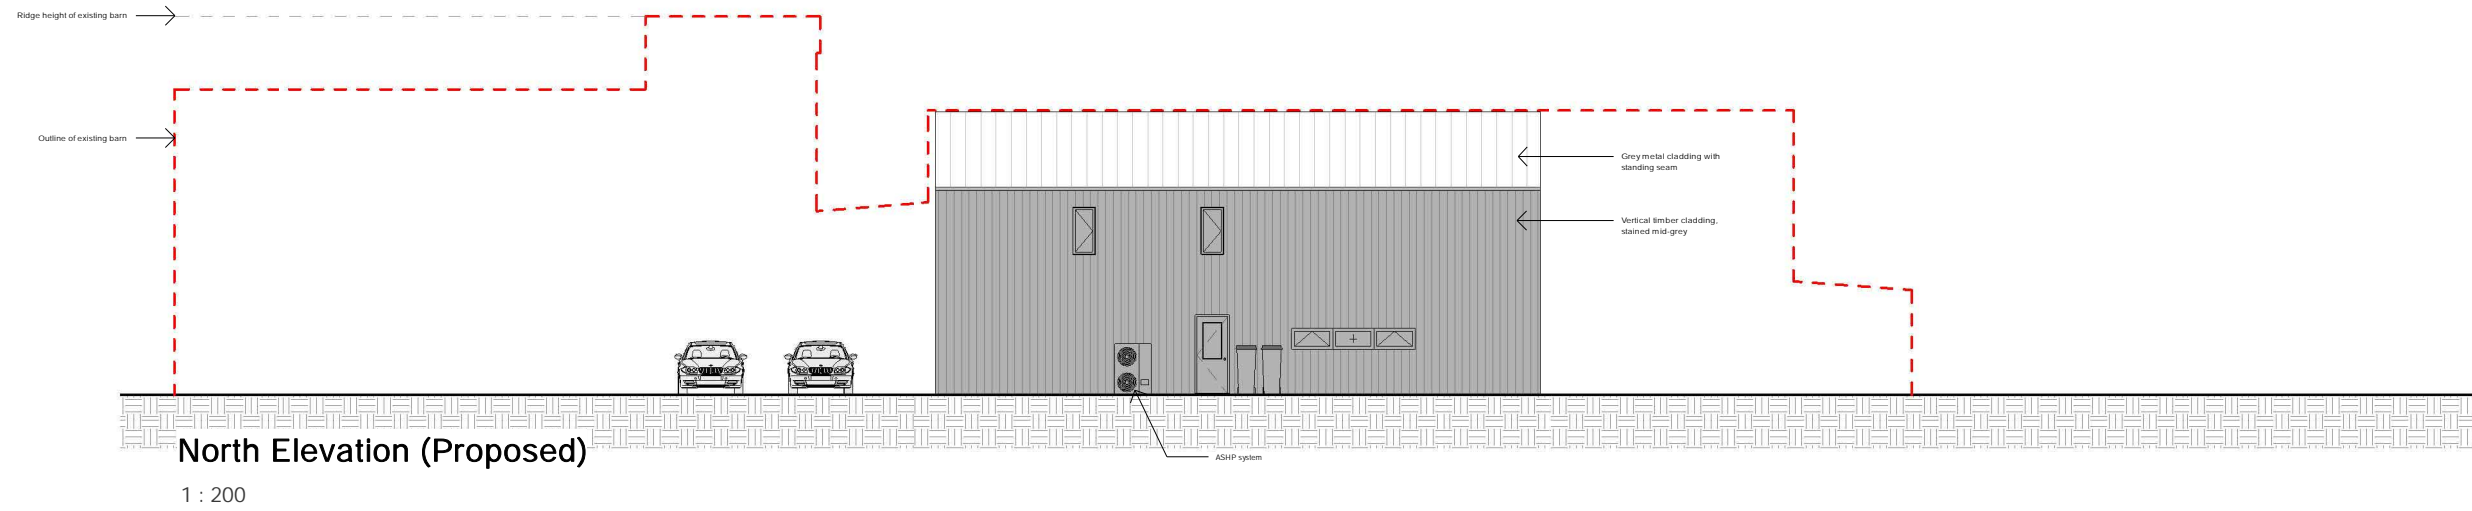 Ridge height of existing barn
Outline of existing barn
Grey metal cladding with
standing seam
Vertical timber cladding,
stained mid-grey
North Elevation (Proposed)
ASHP system
1 : 200